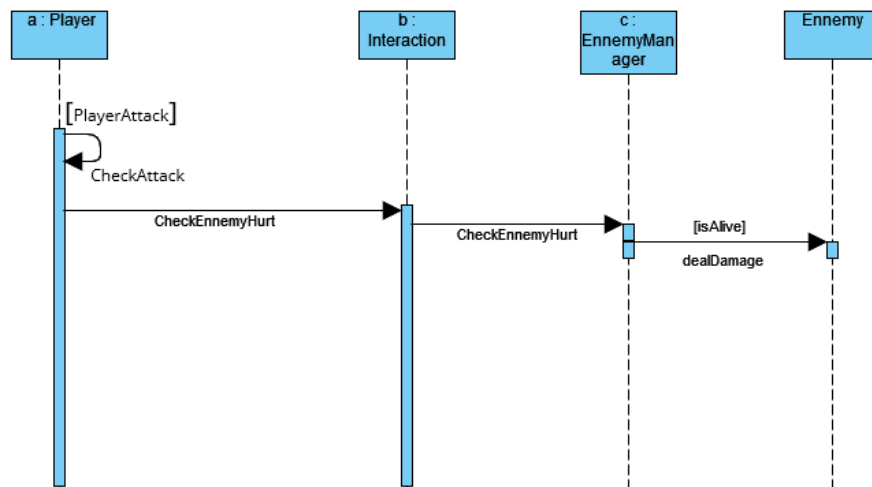 a : Player
b :
Interaction
c :
EnnemyMan
ager
Ennemy
[PlayerAttack]
CheckAttack
CheckEnnemyHurt
CheckEnnemyHurt
[isAlive]
dealDamage